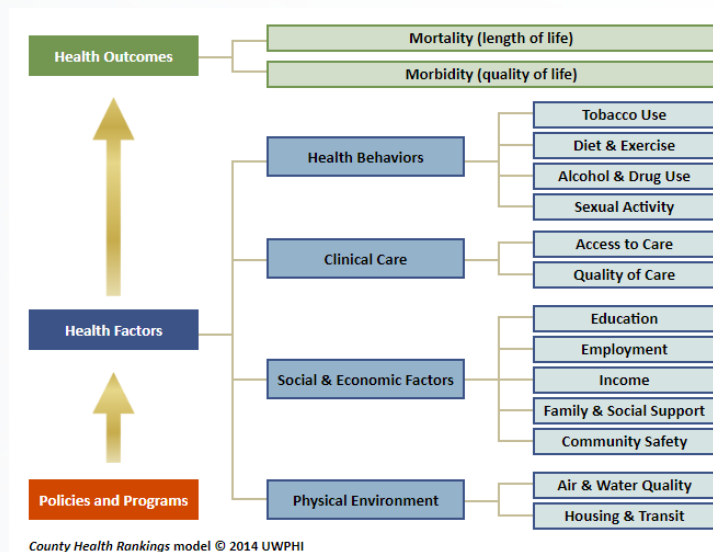 Health Outcomes
Mortality (length of life)
Morbidity (quality of life)
Health Behaviors
Tobacco Use
Diet & Exercise
Alcohol & Drug Use
Sexual Activity
Clinical Care
Access to Care
Quality of Care
Health Factors
Social & Economic Factors
Education
Employment
Income
Family & Social Support
Community Safety
Policies and Programs
Physical Environment
Air & Water Quality
Housing & Transit
County Health Rankings model © 2014 UWPHI